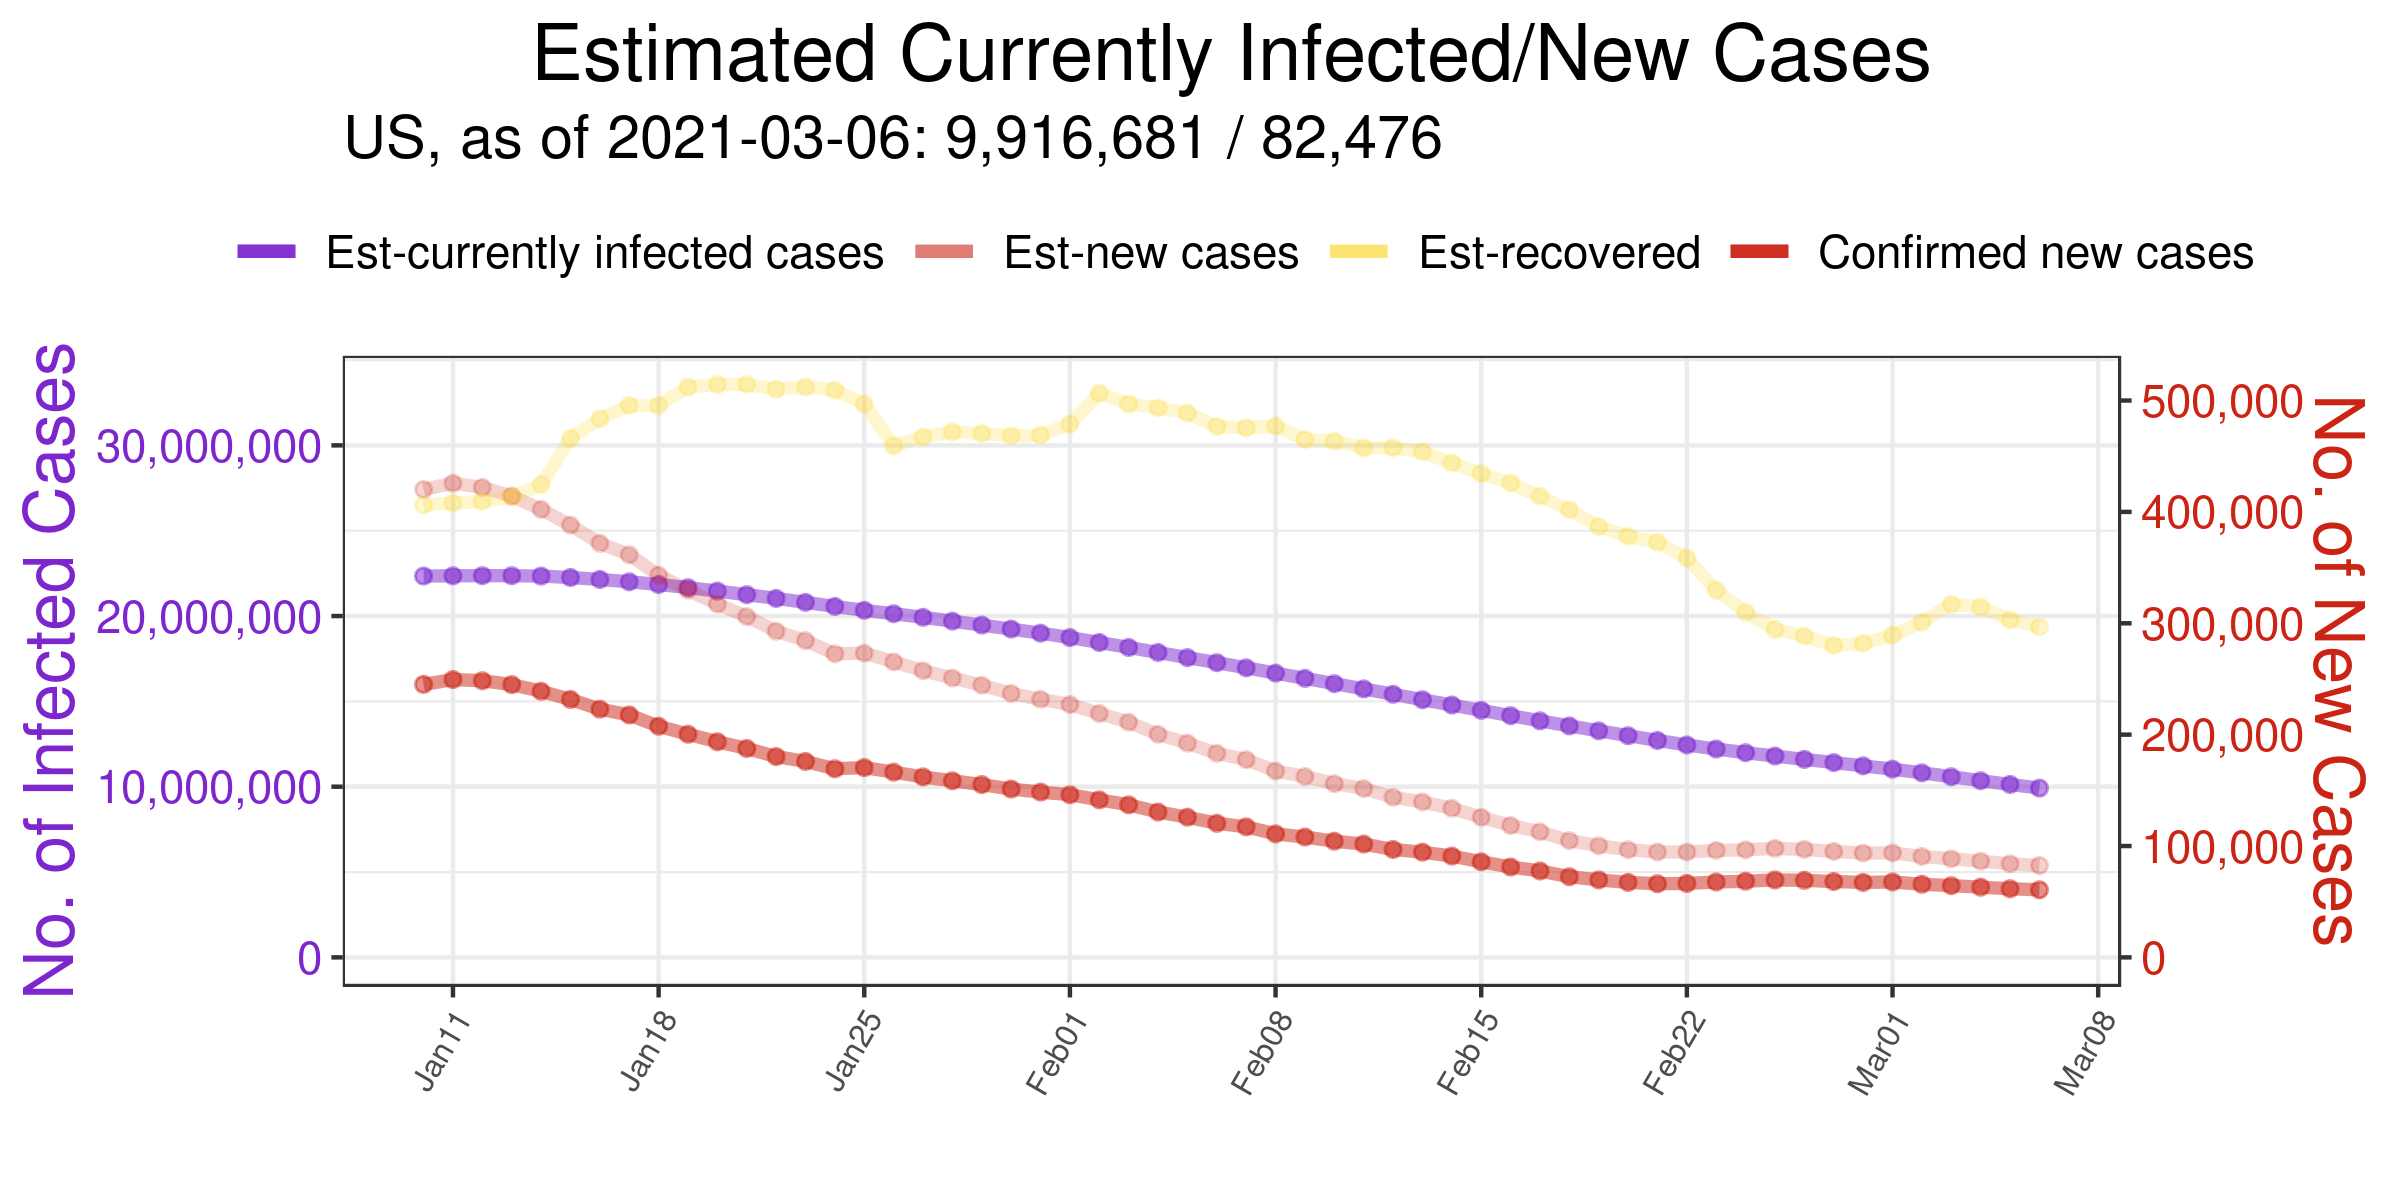 Estimated Currently Infected/New Cases
US, as of 2021-03-06: 9,916,681 / 82,476
Est-currently infected cases Est-new cases Est-recovered Confirmed new cases
No. of Infected Cases
30,000,000
20,000,000
10,000,000
0
500,000
400,000
300,000
200,000
100,000
0
No. of New Cases
Jan11 Jan18 Jan25 Feb01 Feb08 Feb15 Feb22 Mar01 Mar08